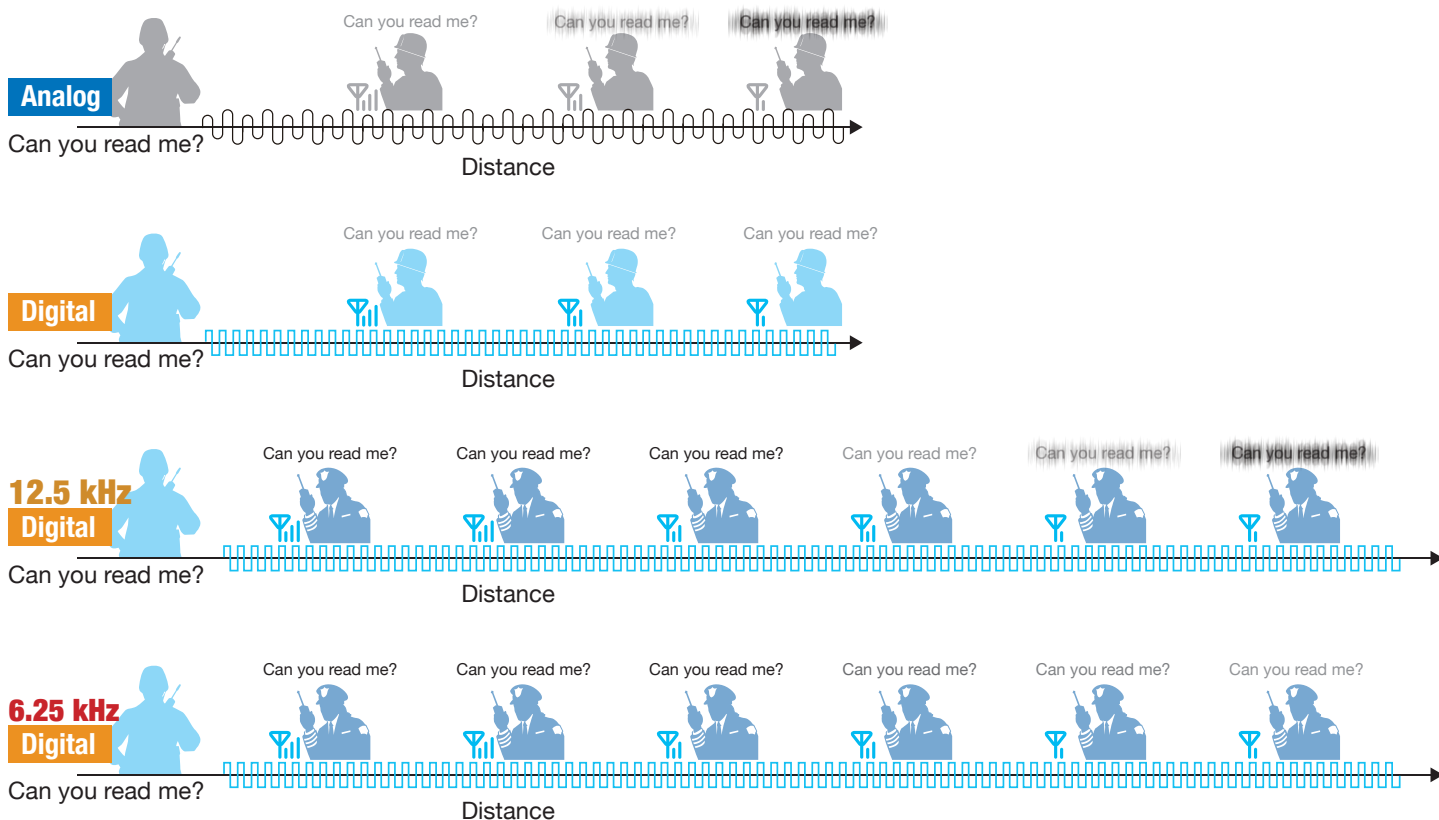 Can you read me? Can you read me? Can you read me?
Analog
Can you read me?
Distance
Can you read me? Can you read me? Can you read me?
Digital
Can you read me?
Distance
Can you read me? Can you read me? Can you read me? Can you read me? Can you read me? Can you read me?
12.5 kHz
Digital
Can you read me?
Distance
Can you read me? Can you read me? Can you read me? Can you read me? Can you read me? Can you read me?
6.25 kHz
Digital
Can you read me?
Distance